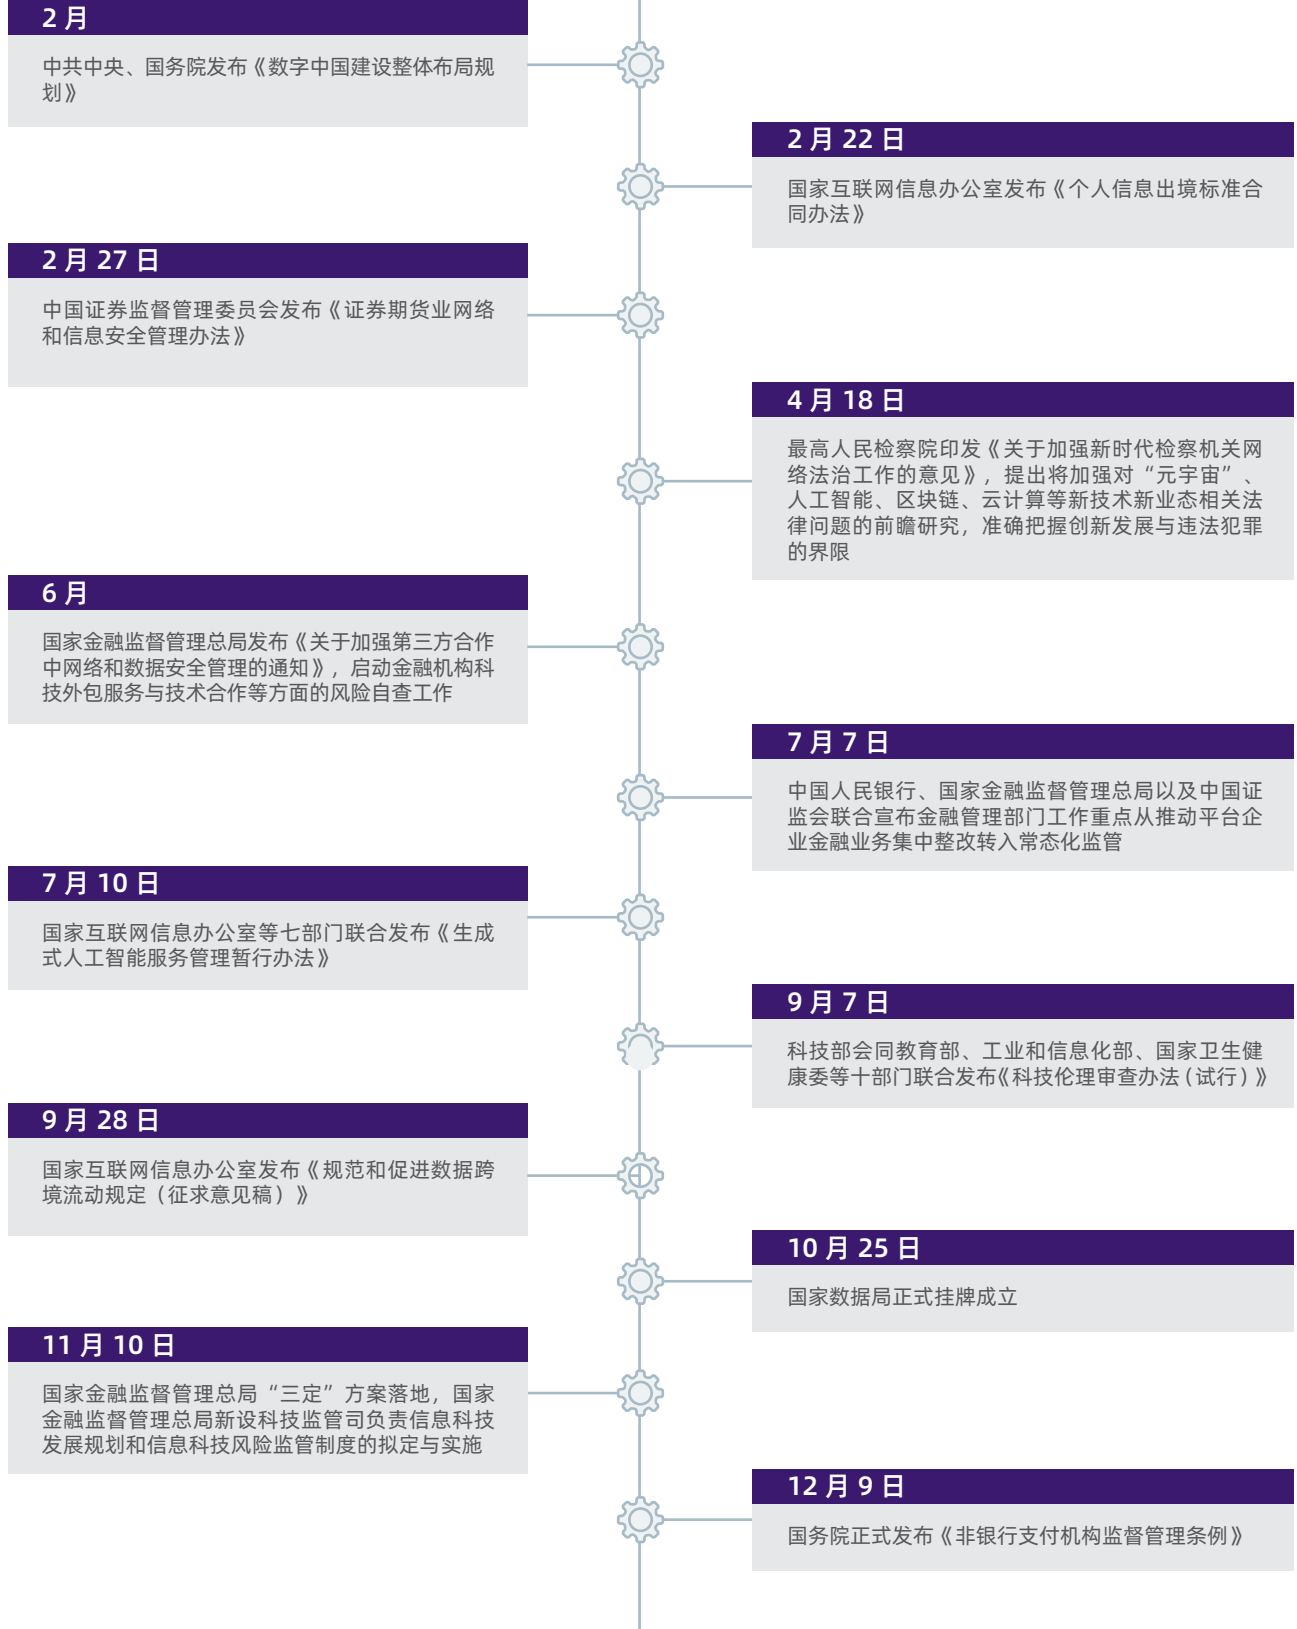 2 月
中共中央、国务院发布《数字中国建设整体布局规
划》
2 月 22 日
国家互联网信息办公室发布《个人信息出境标准合
同办法》
2 月 27 日
中国证券监督管理委员会发布《证券期货业网络
和信息安全管理办法》
4 月 18 日
最高人民检察院印发《关于加强新时代检察机关网
络法治工作的意见》，提出将加强对“元宇宙”、
人工智能、区块链、云计算等新技术新业态相关法
律问题的前瞻研究，准确把握创新发展与违法犯罪
的界限
6 月
国家金融监督管理总局发布《关于加强第三方合作
中网络和数据安全管理的通知》，启动金融机构科
技外包服务与技术合作等方面的风险自查工作
7 月 7 日
中国人民银行、国家金融监督管理总局以及中国证
监会联合宣布金融管理部门工作重点从推动平台企
业金融业务集中整改转入常态化监管
7 月 10 日
国家互联网信息办公室等七部门联合发布《生成
式人工智能服务管理暂行办法》
9 月 7 日
科技部会同教育部、工业和信息化部、国家卫生健
康委等十部门联合发布《科技伦理审查办法（试行）》
9 月 28 日
国家互联网信息办公室发布《规范和促进数据跨
境流动规定（征求意见稿）》
10 月 25 日
国家数据局正式挂牌成立
11 月 10 日
国家金融监督管理总局“三定”方案落地，国家
金融监督管理总局新设科技监管司负责信息科技
发展规划和信息科技风险监管制度的拟定与实施
12 月 9 日
国务院正式发布《非银行支付机构监督管理条例》